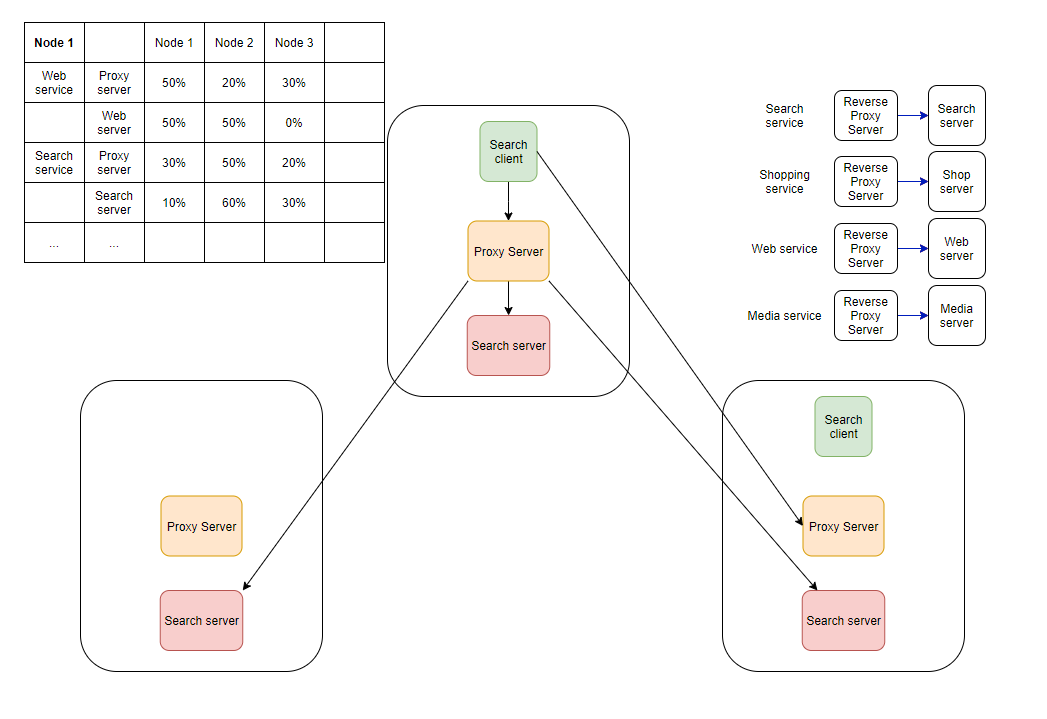 Node 1 Node 1 Node 2 Node 3
Web
service
Proxy
server
50% 20% 30%
Web
server
50% 50% 0%
Search
service
Proxy
server
30% 50% 20%
Search
server
10% 60% 30%
... ...
Search
client
Proxy Server
Search server
Search
service
Reverse
Proxy
Server
Search
server
Shopping
service
Reverse
Proxy
Server
Shop
server
Web service
Reverse
Proxy
Server
Web
server
Media service
Reverse
Proxy
Server
Media
server
Proxy Server
Search server
Search
client
Proxy Server
Search server